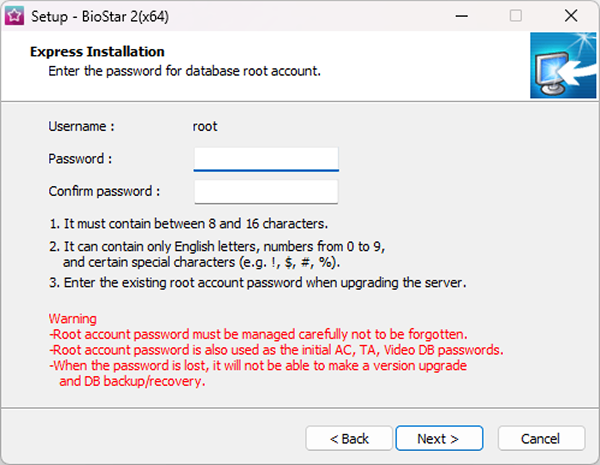 Setup - BioStar 2(x64)
Express Installation
Enter the password for database root account.
Username : root
Password :
Confirm password :
1. It must contain between 8 and 16 characters.
2. It can contain only English letters, numbers from 0 to 9,
and certain special characters (e.g. !, $, #, %).
3. Enter the existing root account password when upgrading the server.
Warning
-Root account password must be managed carefully not to be forgotten.
-Root account password is also used as the initial AC, TA, Video DB passwords.
-When the password is lost, it will not be able to make a version upgrade
and DB backup/recovery.
< Back Next > Cancel